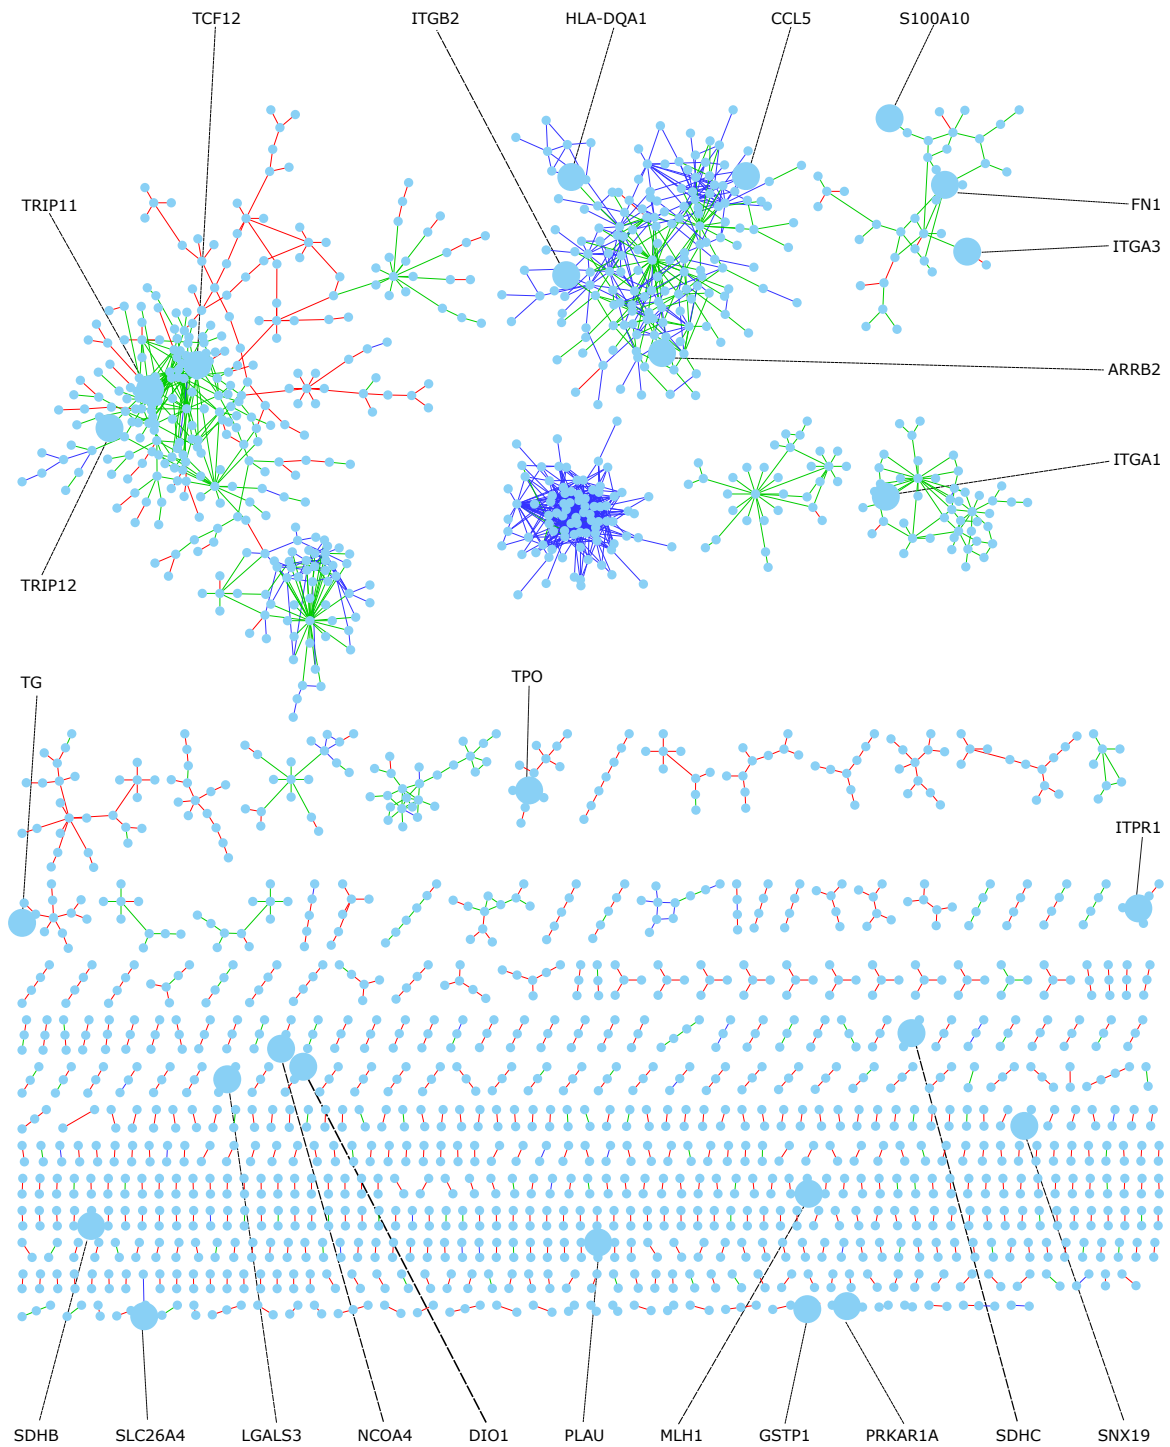 TCF12 ITGB2 HLA-DQA1 CCL5 S100A10
TRIP11 FN1
ITGA3
ARRB2
ITGA1
TRIP12
TG TPO
ITPR1
SDHB SLC26A4 LGALS3 NCOA4 DIO1 PLAU MLH1 GSTP1 PRKAR1A SDHC SNX19